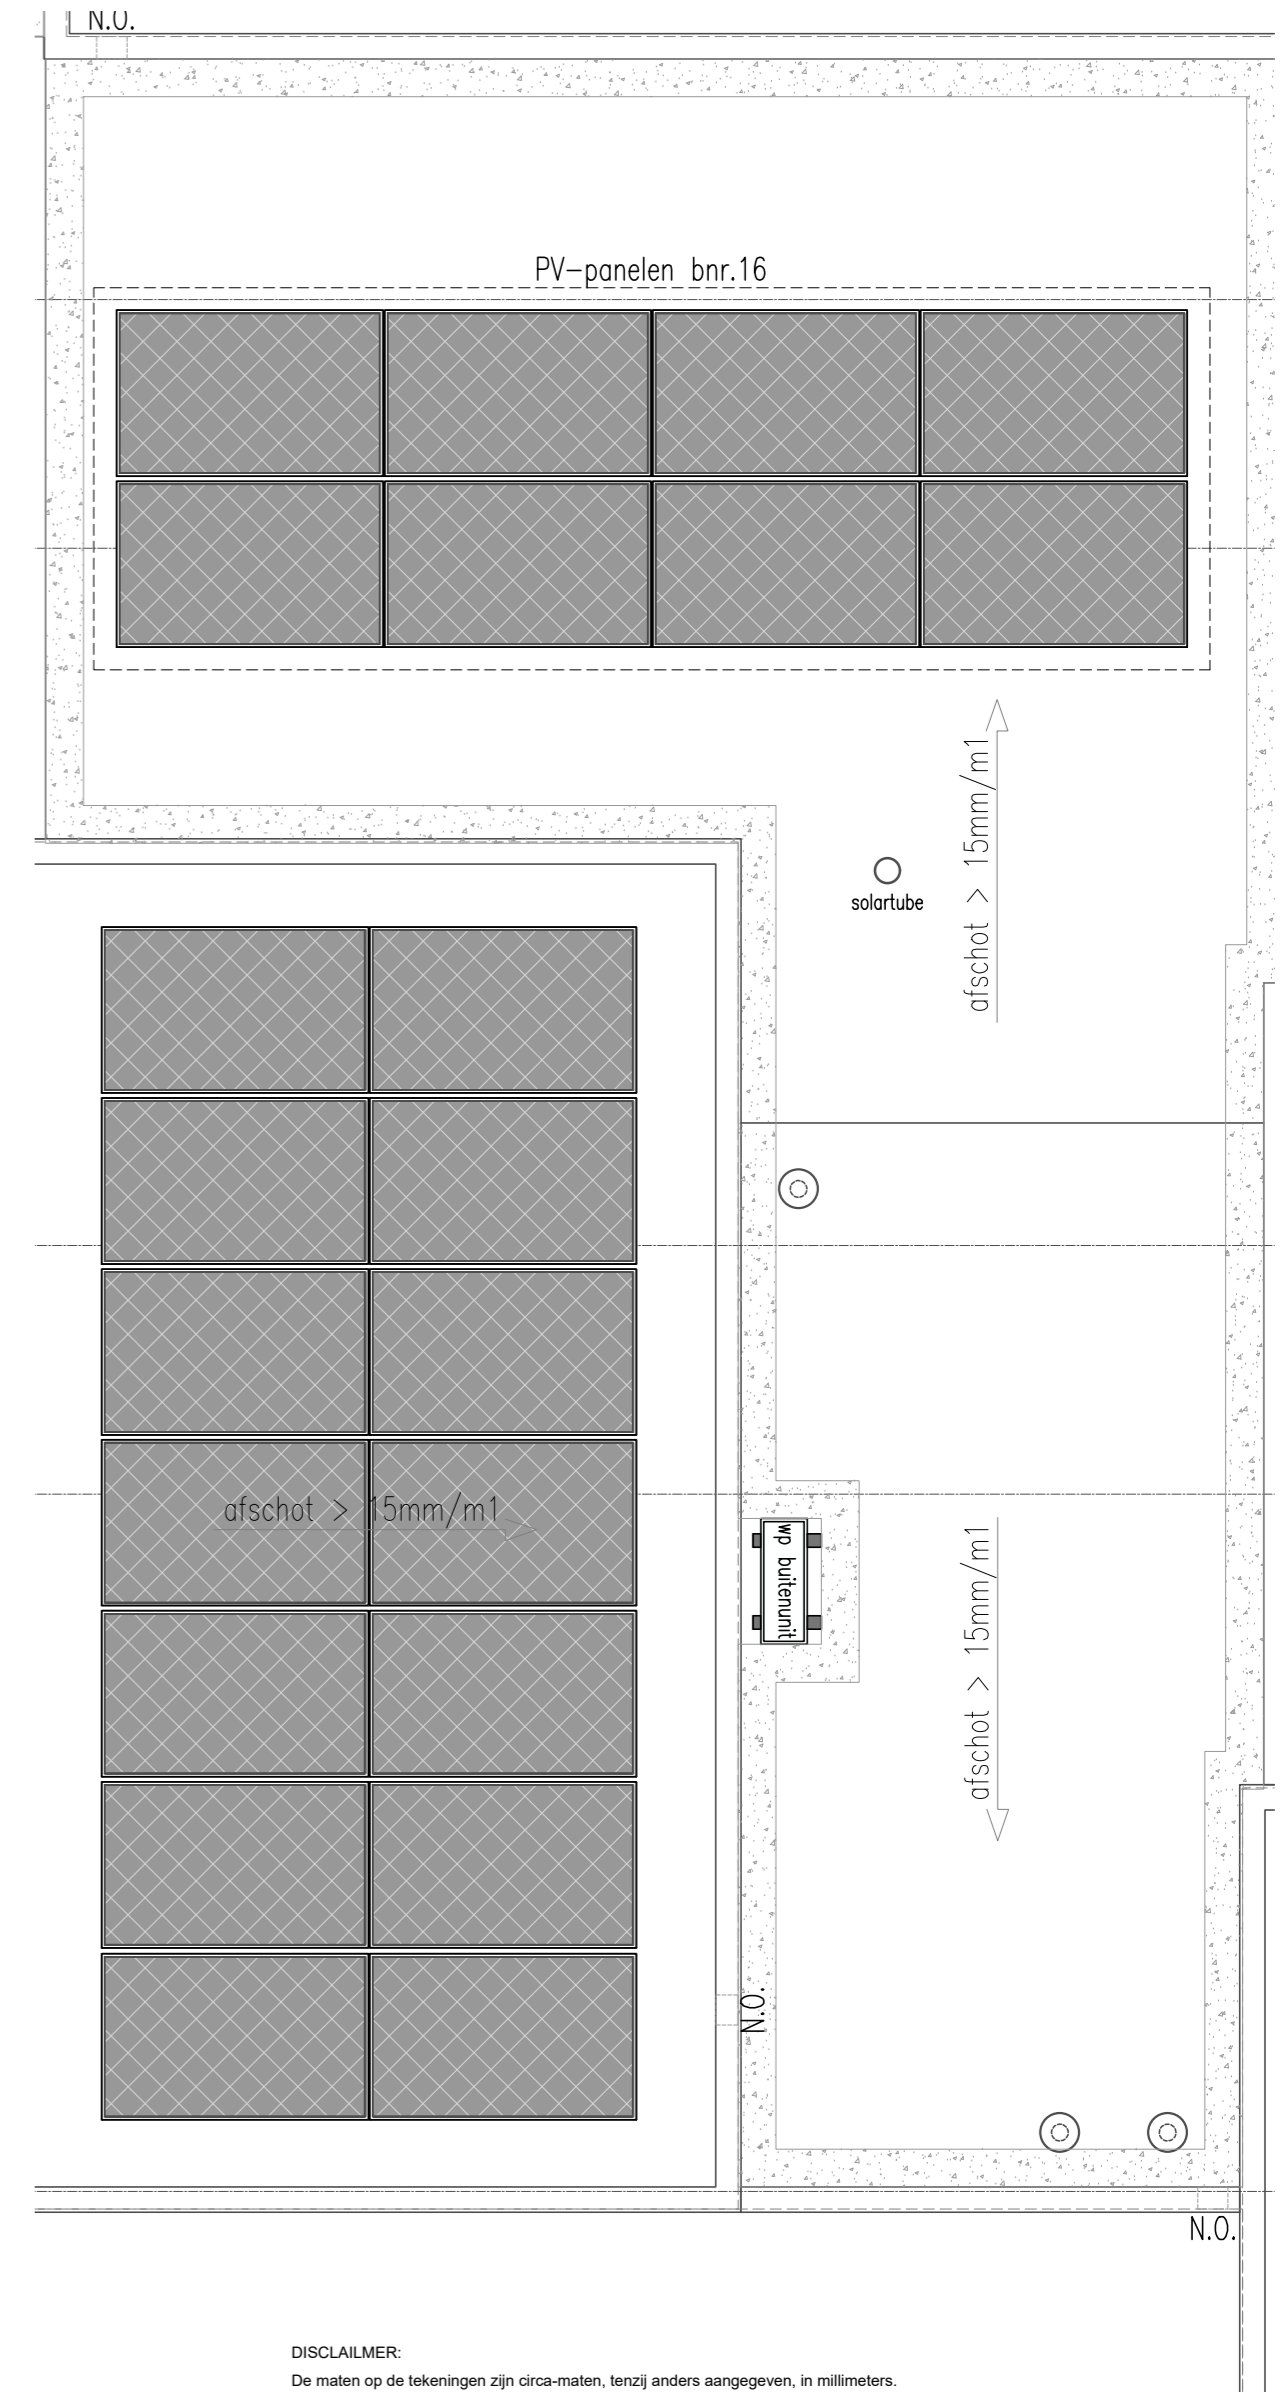 N.O.
PV-panelen bnr.16
afschot > 15mm/m1
solartube
afschot > 15mm/m1
wp buitenunit
afschot > 15mm/m1
N.O.
N.O.
DISCLAILMER:
De maten op de tekeningen zijn circa-maten, tenzij anders aangegeven, in millimeters.